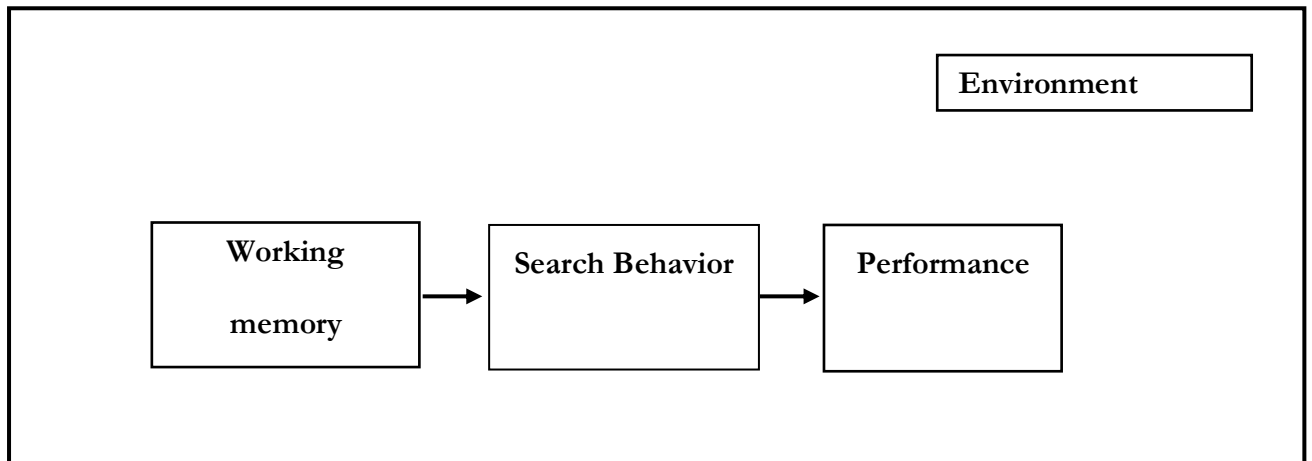 Environment
Working
memory
Search Behavior
Performance